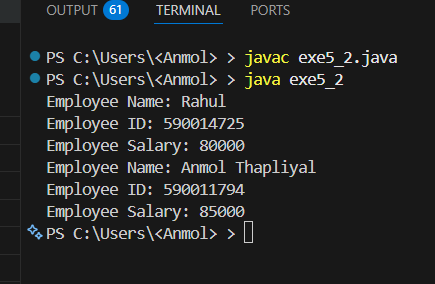 OUTPUT 61 TERMINAL PORTS
PS C:\Users\<Anmol> > javac exe5_2.java
PS C:\Users\<Anmol> > java exe5_2
Employee Name: Rahul
Employee ID: 590014725
Employee Salary: 80000
Employee Name: Anmol Thapliyal
Employee ID: 590011794
Employee Salary: 85000
PS C:\Users\<Anmol> >